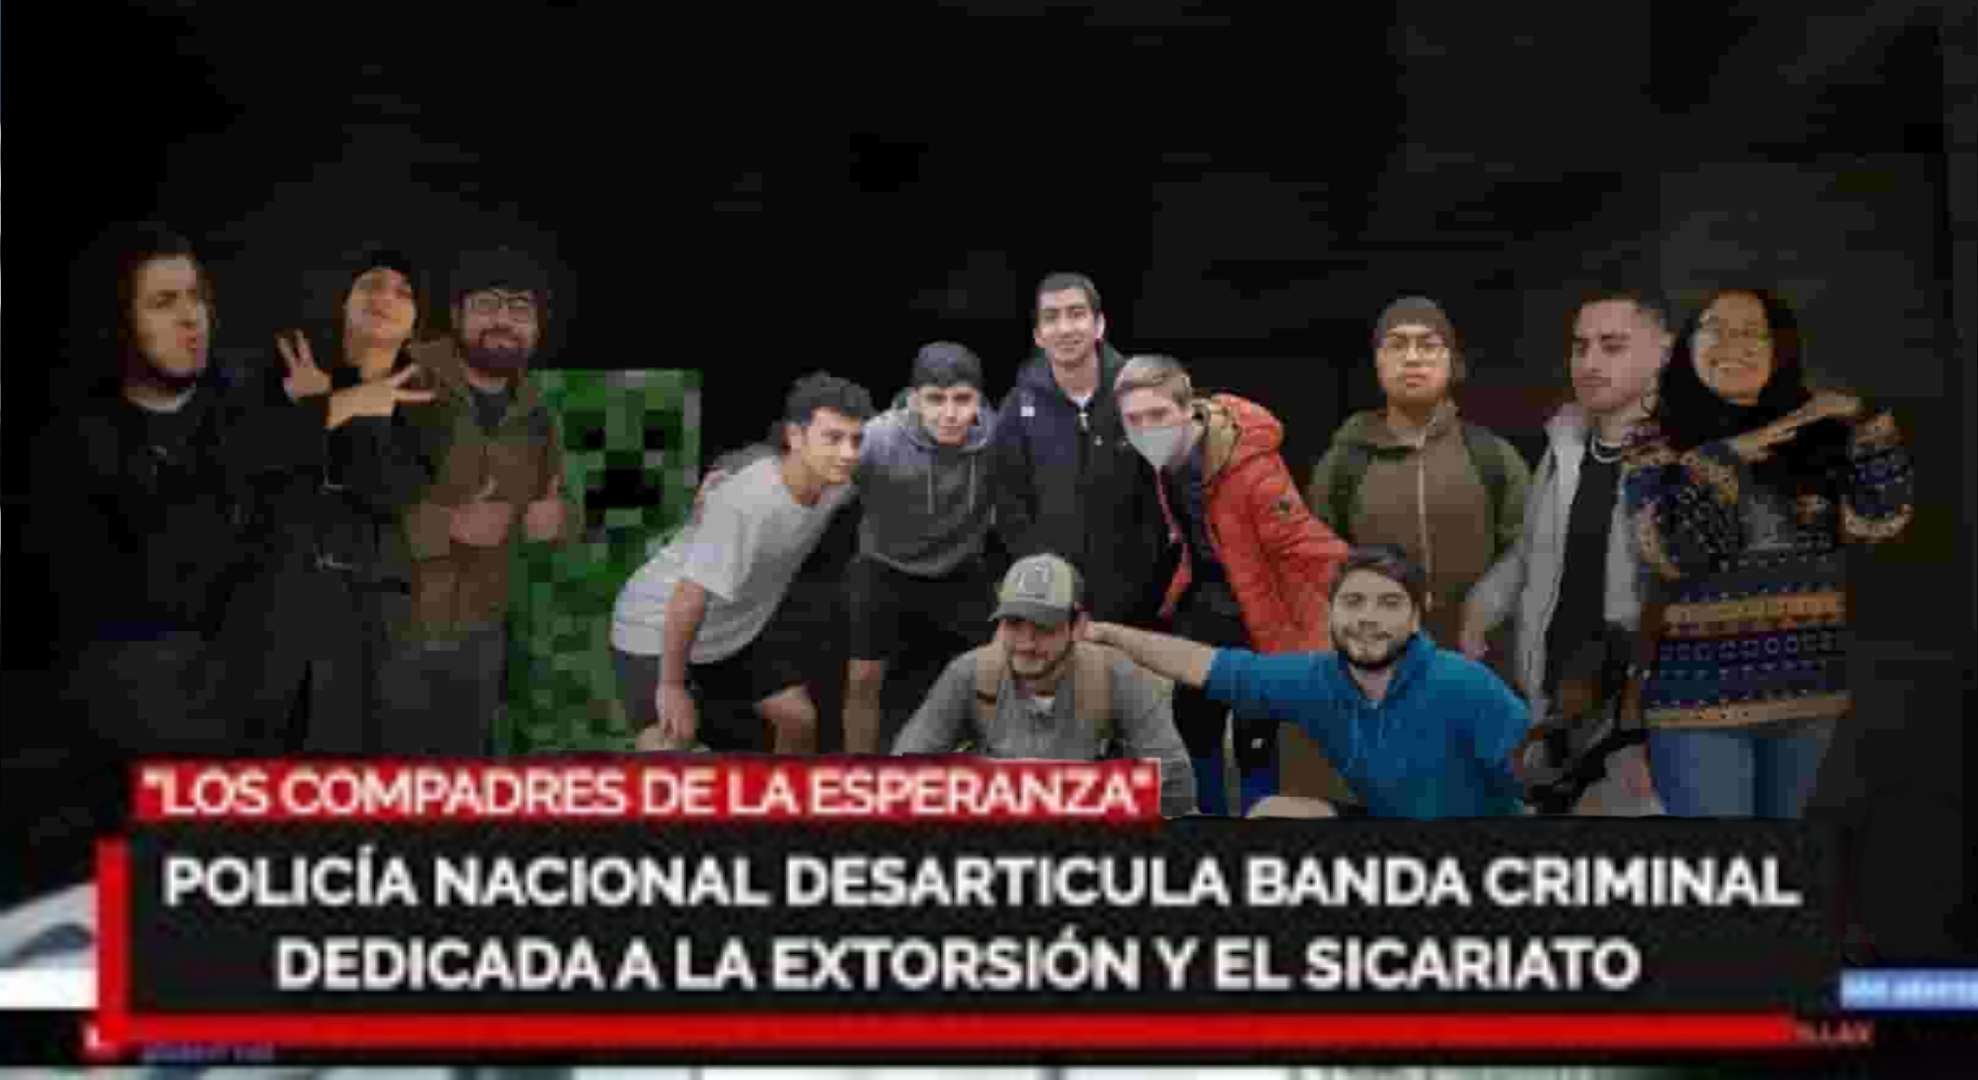 "LOS COMPADRES DE LA ESPERANZA"
POLICÍA NACIONAL DESARTICULA BANDA CRIMINAL
DEDICADA A LA EXTORSIÓN Y EL SICARIATO